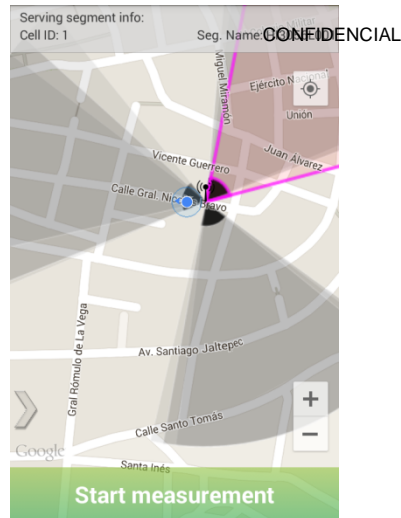 Serving segment info:
Cell ID: 1
Seg. Name:
CONFIDENCIAL
Militar
Miguel Miramón
Ejército Nacional
Unión
Juan Álvarez
Vicente Guerrero
Calle Gral. Nicolás Bravo
Gral Rómulo de La Vega
Av. Santiago Jaltepec
Calle Santo Tomás
Google
Santa Inés
Start measurement